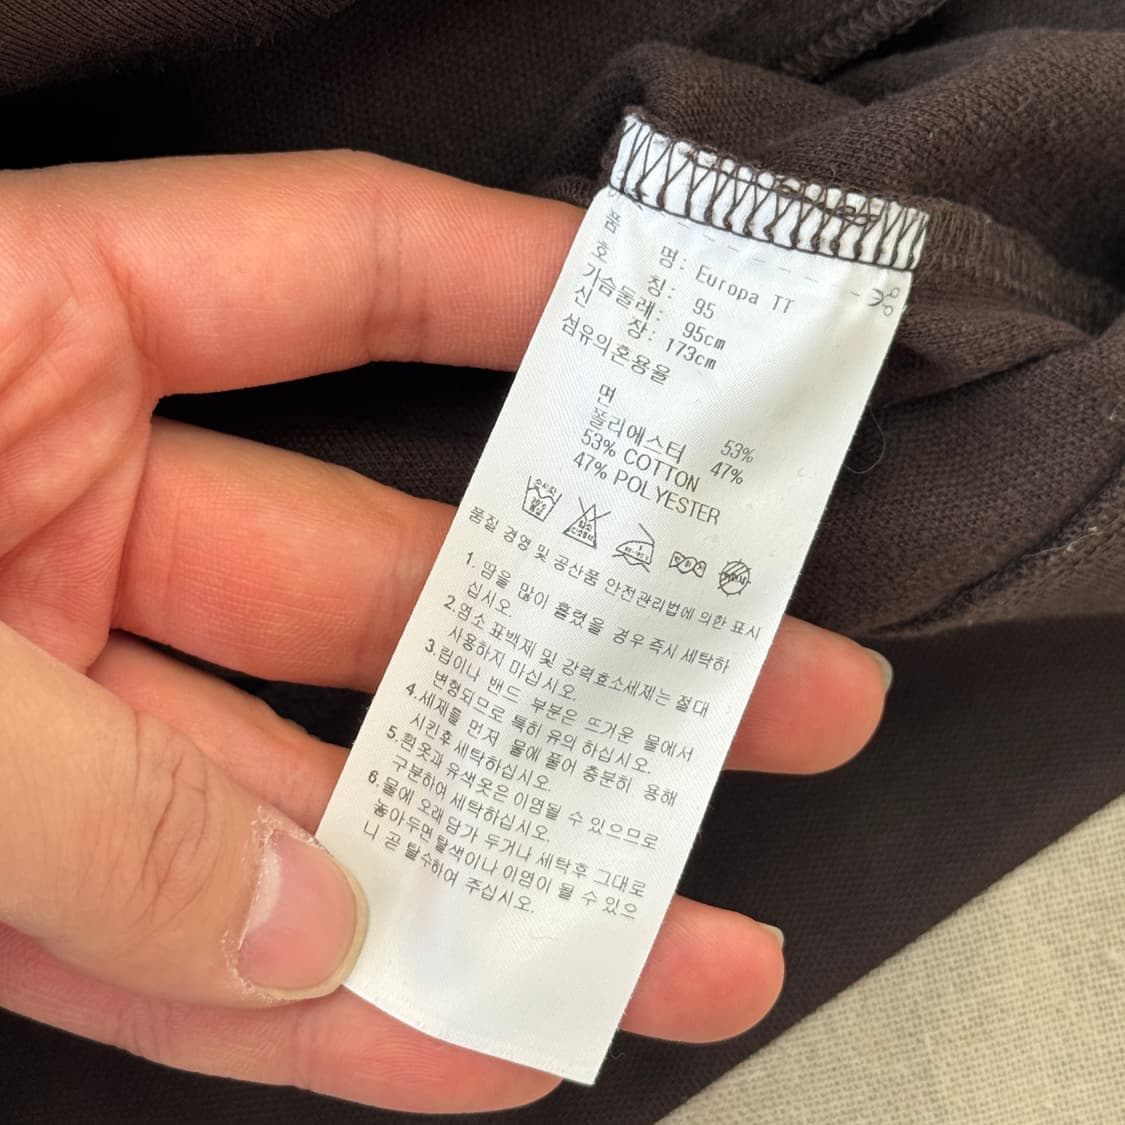 품 명: Europa TT
호 칭: 95
가슴둘레: 95cm
신 장: 173cm
섬유의혼용율
면 53%
폴리에스터 47%
53% COTTON
47% POLYESTER
품질 경영 및 공산품 안전관리법에 의한 표시
1. 땀을 많이 흘렸을 경우 즉시 세탁하
십시오.
2.염소 표백제 및 강력효소세제는 절대
사용하지 마십시오.
3.립이나 밴드 부분은 뜨거운 물에서
변형되므로 특히 유의 하십시오.
4.세제를 먼저 물에 풀어 충분히 용해
시킨후 세탁하십시오.
5.흰옷과 유색옷은 이염될 수 있으므로
구분하여 세탁하십시오.
6.물에 오래 담가 두거나 세탁후 그대로
놓아두면 탈색이나 이염이 될 수 있으
니 곧 탈수하여 주십시오.